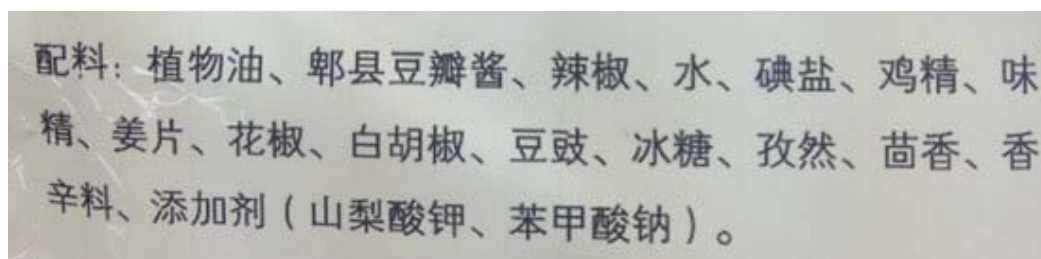 配料：植物油、郫县豆瓣酱、辣椒、水、碘盐、鸡精、味
精、姜片、花椒、白胡椒、豆豉、冰糖、孜然、茴香、香
辛料、添加剂（山梨酸钾、苯甲酸钠）。